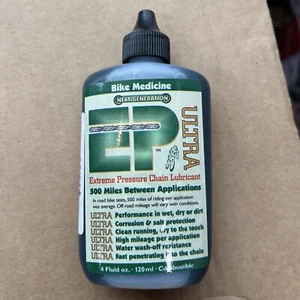 Bike Medicine
NEXT GENERATION
EP™
ULTRA
Extreme Pressure Chain Lubricant
500 Miles Between Applications
In road bike tests, 500 miles of riding per application
was average. Off road mileage will vary with conditions.
ULTRA Performance in wet, dry or dirt
ULTRA Corrosion & salt protection
ULTRA Clean running, dry to the touch
ULTRA High mileage per application
ULTRA Water wash-off resistance
ULTRA Fast penetrating into the chain
4 Fluid oz. · 120ml · Combustible